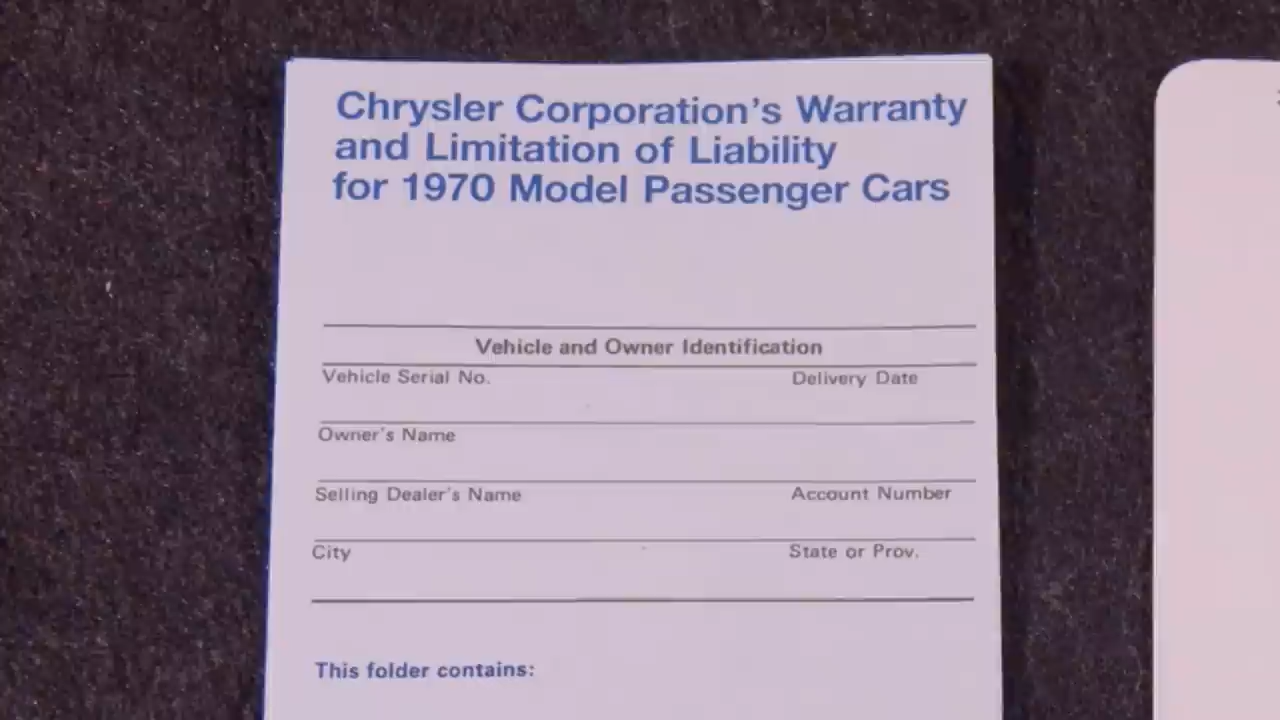 Chrysler Corporation's Warranty
and Limitation of Liability
for 1970 Model Passenger Cars
Vehicle and Owner Identification
Vehicle Serial No. Delivery Date
Owner's Name
Selling Dealer's Name Account Number
City State or Prov.
This folder contains: